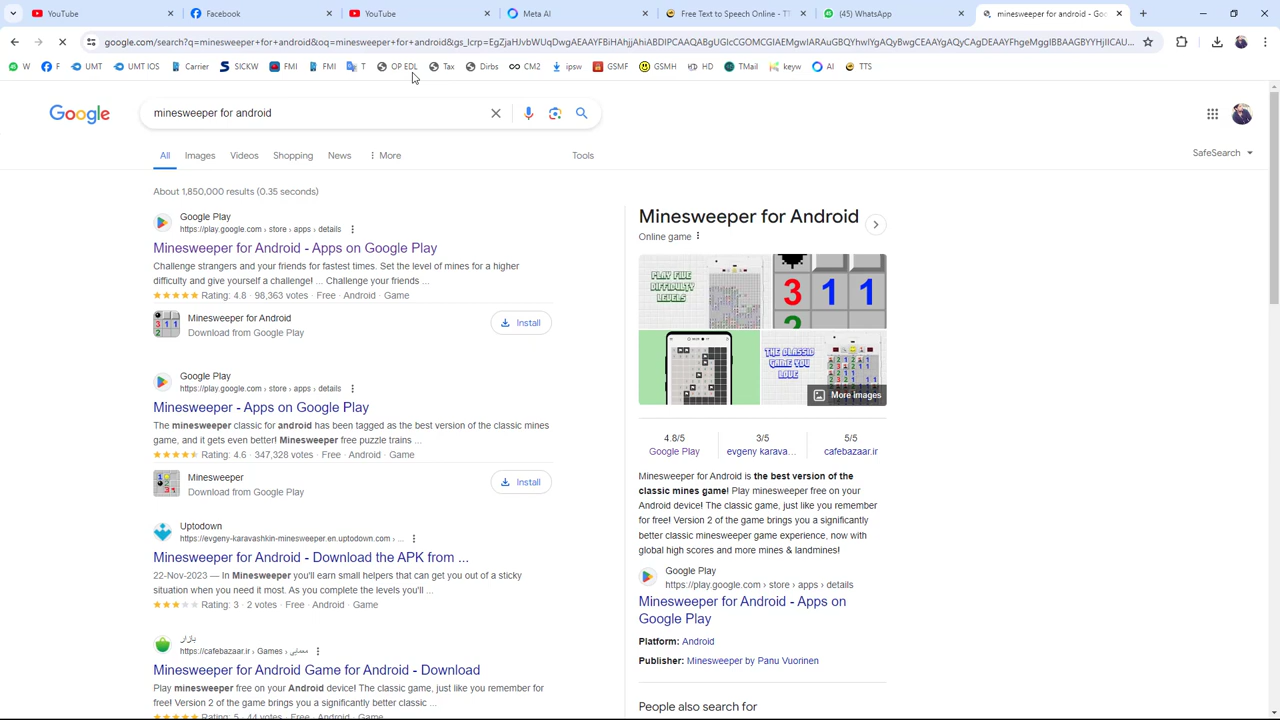 YouTube
Facebook
YouTube
Meta AI
Free Text to Speech Online - TT
(45) WhatsApp
minesweeper for android - Goo
google.com/search?q=minesweeper+for+android&oq=minesweeper+for+android&gs_lcrp=
W
F
UMT
UMT IOS
Carrier
SICKW
FMI
FMI
T
OP EDL
Tax
Dirbs
CM2
ipsw
GSMF
GSMH
HD
TMail
keyw
AI
TTS
Google
minesweeper for android
All
Images
Videos
Shopping
News
More
Tools
SafeSearch
About 1,850,000 results (0.35 seconds)
Google Play
https://play.google.com › store › apps › details
Minesweeper for Android - Apps on Google Play
Challenge strangers and your friends for fastest times. Set the level of mines for a higher
difficulty and give yourself a challenge! ... Challenge your friends ...
Rating: 4.8 · 98,363 votes · Free · Android · Game
Minesweeper for Android
Download from Google Play
Install
Google Play
https://play.google.com › store › apps › details
Minesweeper - Apps on Google Play
The minesweeper classic for android has been tagged as the best version of the classic mines
game, and it gets even better! Minesweeper free puzzle trains ...
Rating: 4.6 · 347,328 votes · Free · Android · Game
Minesweeper
Download from Google Play
Install
Uptodown
https://evgeny-karavashkin-minesweeper.en.uptodown.com › ...
Minesweeper for Android - Download the APK from ...
22-Nov-2023 — In Minesweeper you'll earn small helpers that can get you out of a sticky
situation when you need it most. As you complete the levels you'll ...
Rating: 3 · 2 votes · Free · Android · Game
بازار
https://cafebazaar.ir › Games › معمایی
Minesweeper for Android Game for Android - Download
Play minesweeper free on your Android device! The classic game, just like you remember for
free! Version 2 of the game brings you a significantly better classic ...
Rating: 5 · 44 votes · Free · Android · Game
Minesweeper for Android
Online game
PLAY FIVE
DIFFICULTY
LEVELS
3 1 1
2
THE CLASSIC
GAME YOU
LOVE
More images
4.8/5
Google Play
3/5
evgeny karava...
5/5
cafebazaar.ir
Minesweeper for Android is the best version of the
classic mines game! Play minesweeper free on your
Android device! The classic game, just like you remember
for free! Version 2 of the game brings you a significantly
better classic minesweeper game experience, now with
global high scores and more mines & landmines!
Google Play
https://play.google.com › store › apps › details
Minesweeper for Android - Apps on
Google Play
Platform: Android
Publisher: Minesweeper by Panu Vuorinen
People also search for